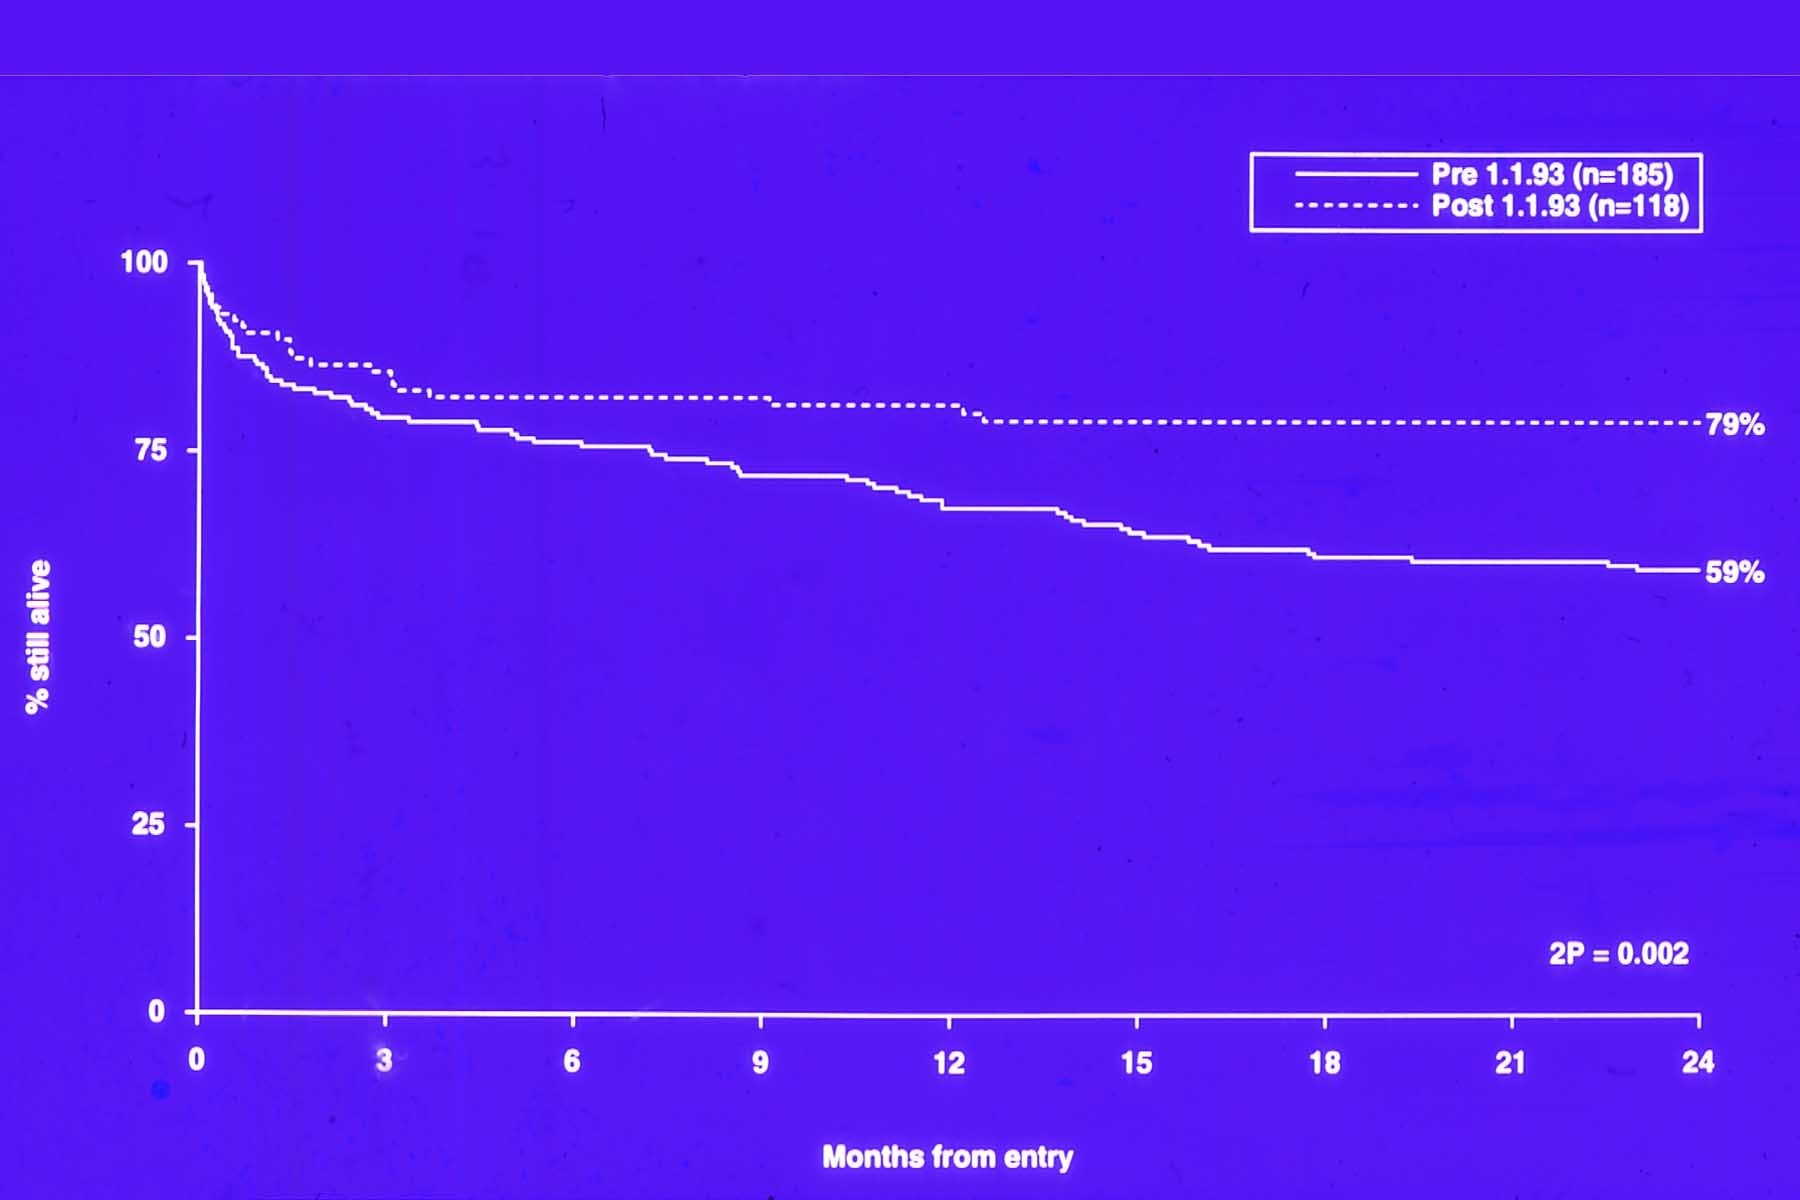 Pre 1.1.93 (n=185)
Post 1.1.93 (n=118)
100
75
50
25
0
% still alive
79%
59%
2P = 0.002
0 3 6 9 12 15 18 21 24
Months from entry